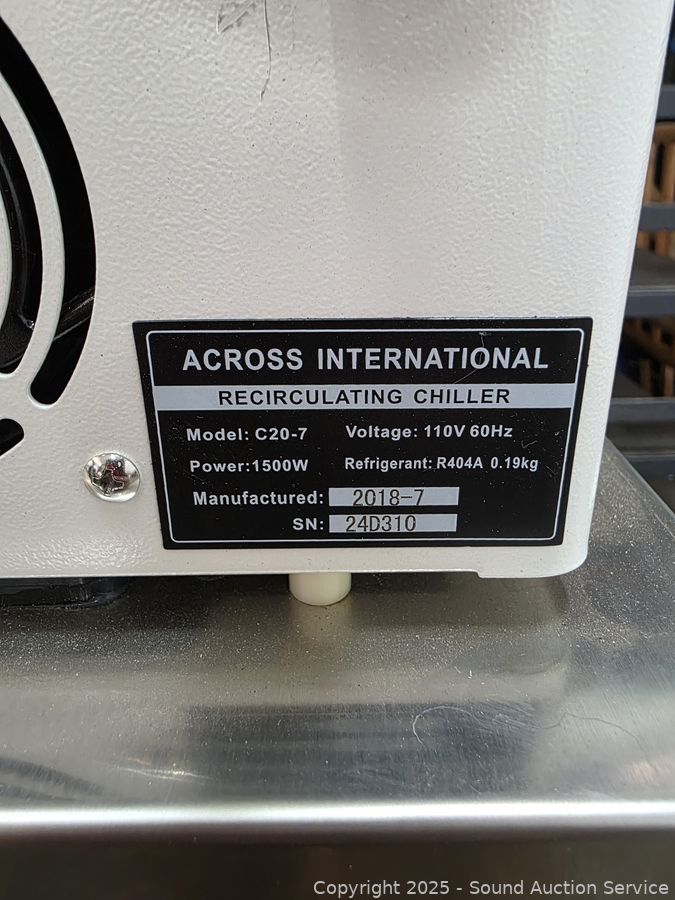 ACROSS INTERNATIONAL
RECIRCULATING CHILLER
Model: C20-7 Voltage: 110V 60Hz
Power:1500W Refrigerant: R404A 0.19kg
Manufactured: 2018-7
SN: 24D310
Copyright 2025 - Sound Auction Service